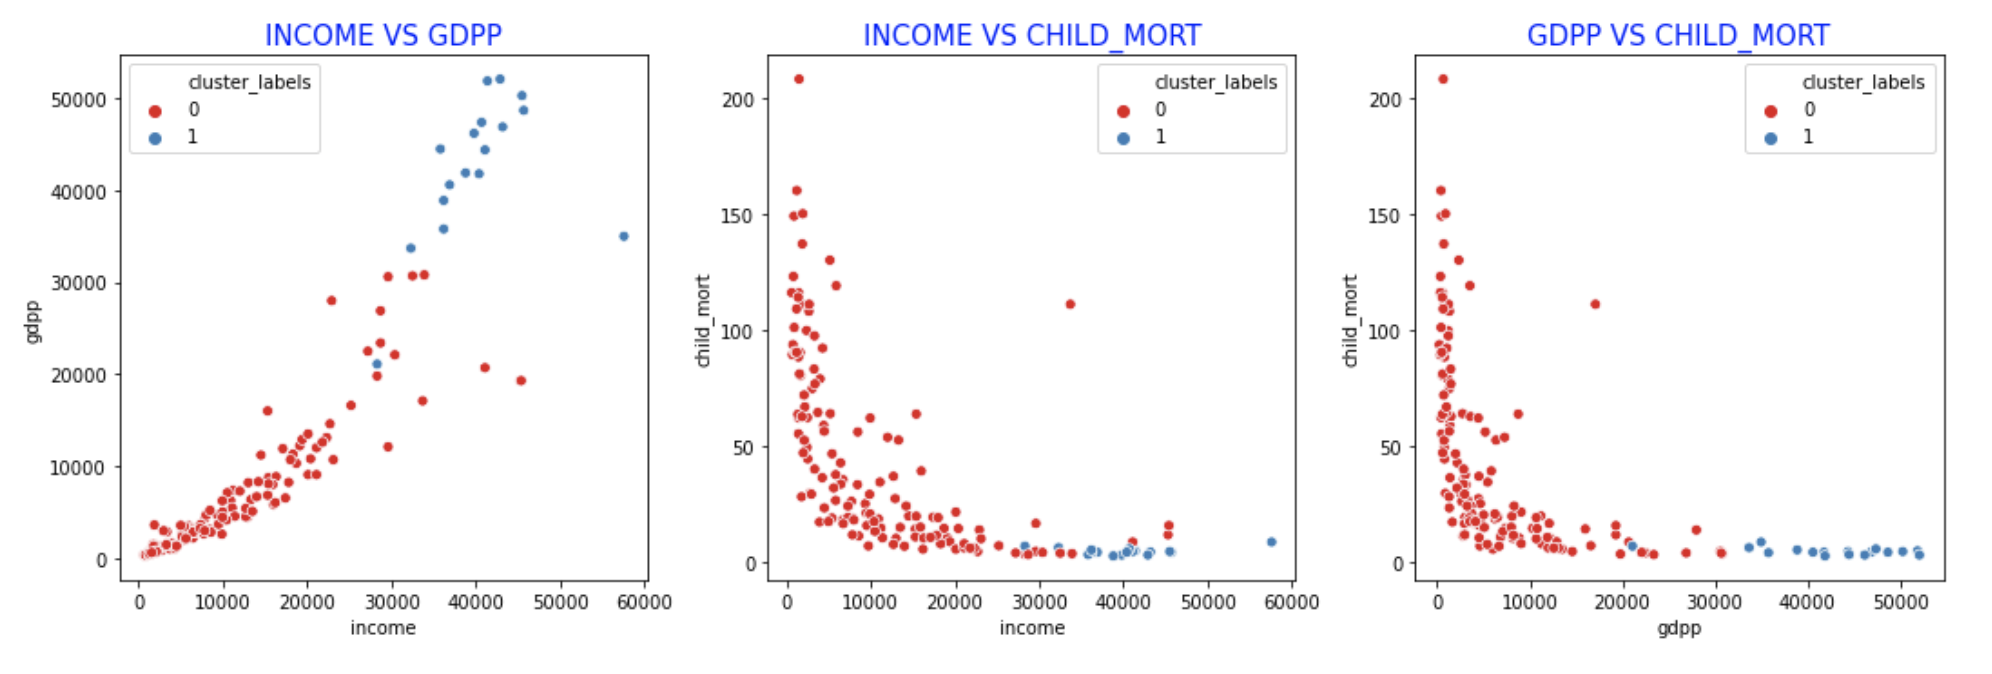 INCOME VS GDPP
cluster_labels
0
1
50000
40000
30000
20000
10000
0
gdpp
0 10000 20000 30000 40000 50000 60000
income
INCOME VS CHILD_MORT
cluster_labels
0
1
200
150
100
50
0
child_mort
0 10000 20000 30000 40000 50000 60000
income
GDPP VS CHILD_MORT
cluster_labels
0
1
200
150
100
50
0
child_mort
0 10000 20000 30000 40000 50000
gdpp